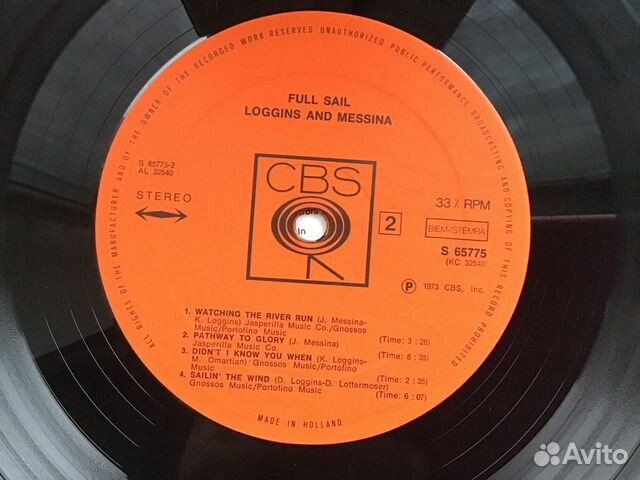 ALL RIGHTS OF THE MANUFACTURER AND OF THE OWNER OF THE RECORDED WORK RESERVED UNAUTHORIZED PUBLIC PERFORMANCE BROADCASTING AND COPYING OF THIS RECORD PROHIBITED
FULL SAIL
LOGGINS AND MESSINA
S 65775-2
AL 32540
STEREO
CBS
2
33⅓ RPM
BIEM/STEMRA
S 65775
(KC 32540)
In
P 1973 CBS, Inc.
1. WATCHING THE RIVER RUN (J. Messina-
K. Loggins) Jasperilla Music Co./Gnossos
Music/Portofino Music (Time: 3 : 26)
2. PATHWAY TO GLORY (J. Messina)
Jasperilla Music Co. (Time: 8 : 35)
3. DIDN'T I KNOW YOU WHEN (K. Loggins-
M. Omartian) Gnossos Music/Portofino
Music (Time: 2 : 35)
4. SAILIN' THE WIND (D. Loggins-D. Lottermoser)
Gnossos Music/Portofino Music
(Time: 6 : 07)
MADE IN HOLLAND
Avito